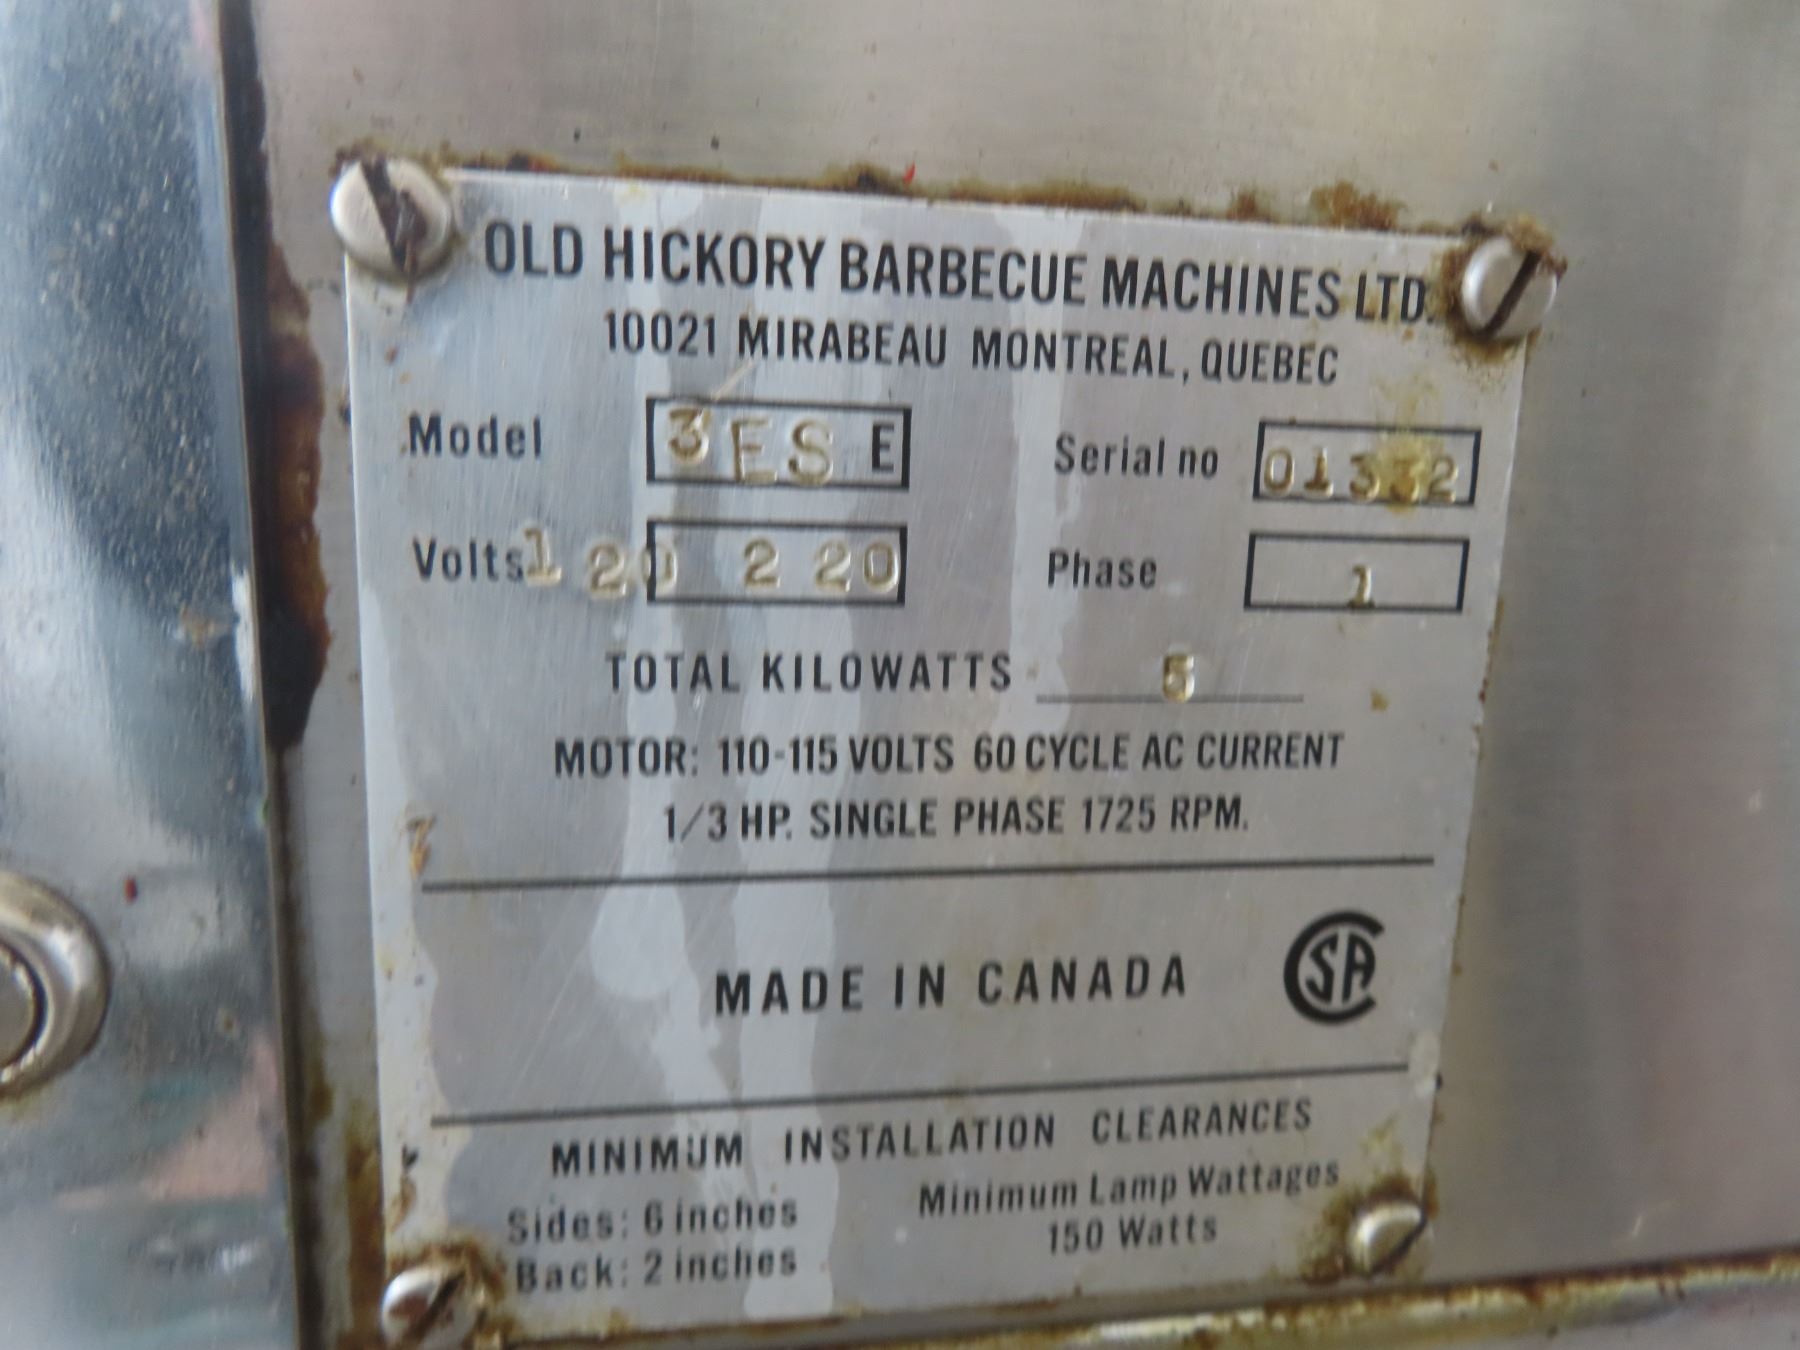 OLD HICKORY BARBECUE MACHINES LTD.
10021 MIRABEAU MONTREAL, QUEBEC
Model 3ES E Serial no 01332
Volts 120 220 Phase 1
TOTAL KILOWATTS 5
MOTOR: 110-115 VOLTS 60 CYCLE AC CURRENT
1/3 HP. SINGLE PHASE 1725 RPM.
MADE IN CANADA CSA
MINIMUM INSTALLATION CLEARANCES
Sides: 6 inches Minimum Lamp Wattages
Back: 2 inches 150 Watts